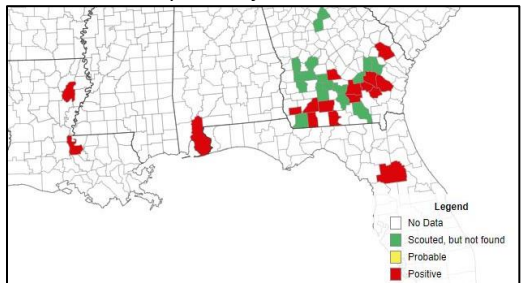 Legend
No Data
Scouted, but not found
Probable
Positive